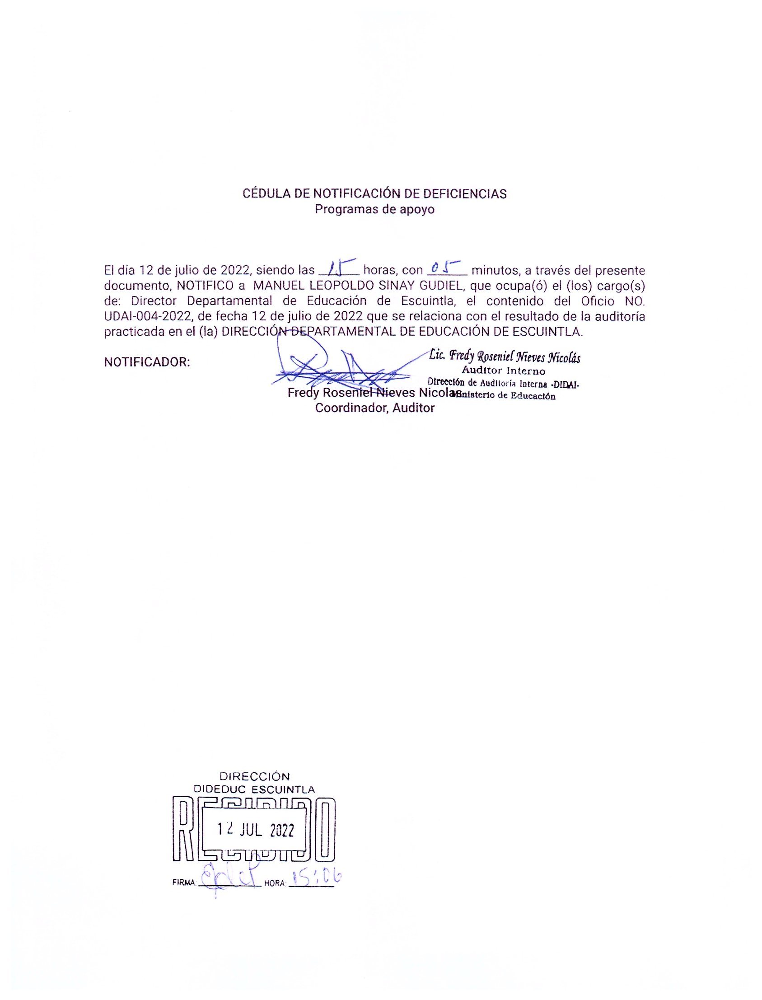 CÉDULA DE NOTIFICACIÓN DE DEFICIENCIAS
Programas de apoyo
El día 12 de julio de 2022, siendo las 15 horas, con 05 minutos, a través del presente
documento, NOTIFICO a MANUEL LEOPOLDO SINAY GUDIEL, que ocupa(ó) el (los) cargo(s)
de: Director Departamental de Educación de Escuintla, el contenido del Oficio NO.
UDAI-004-2022, de fecha 12 de julio de 2022 que se relaciona con el resultado de la auditoría
practicada en el (la) DIRECCIÓN DEPARTAMENTAL DE EDUCACIÓN DE ESCUINTLA.
NOTIFICADOR:
Lic. Fredy Roseniel Nieves Nicolás
Auditor Interno
Dirección de Auditoría Interna -DIDAI-
Ministerio de Educación
Fredy Roseniel Nieves Nicolas
Coordinador, Auditor
DIRECCIÓN
DIDEDUC ESCUINTLA
RECIBIDO
12 JUL 2022
FIRMA: HORA: 15:06